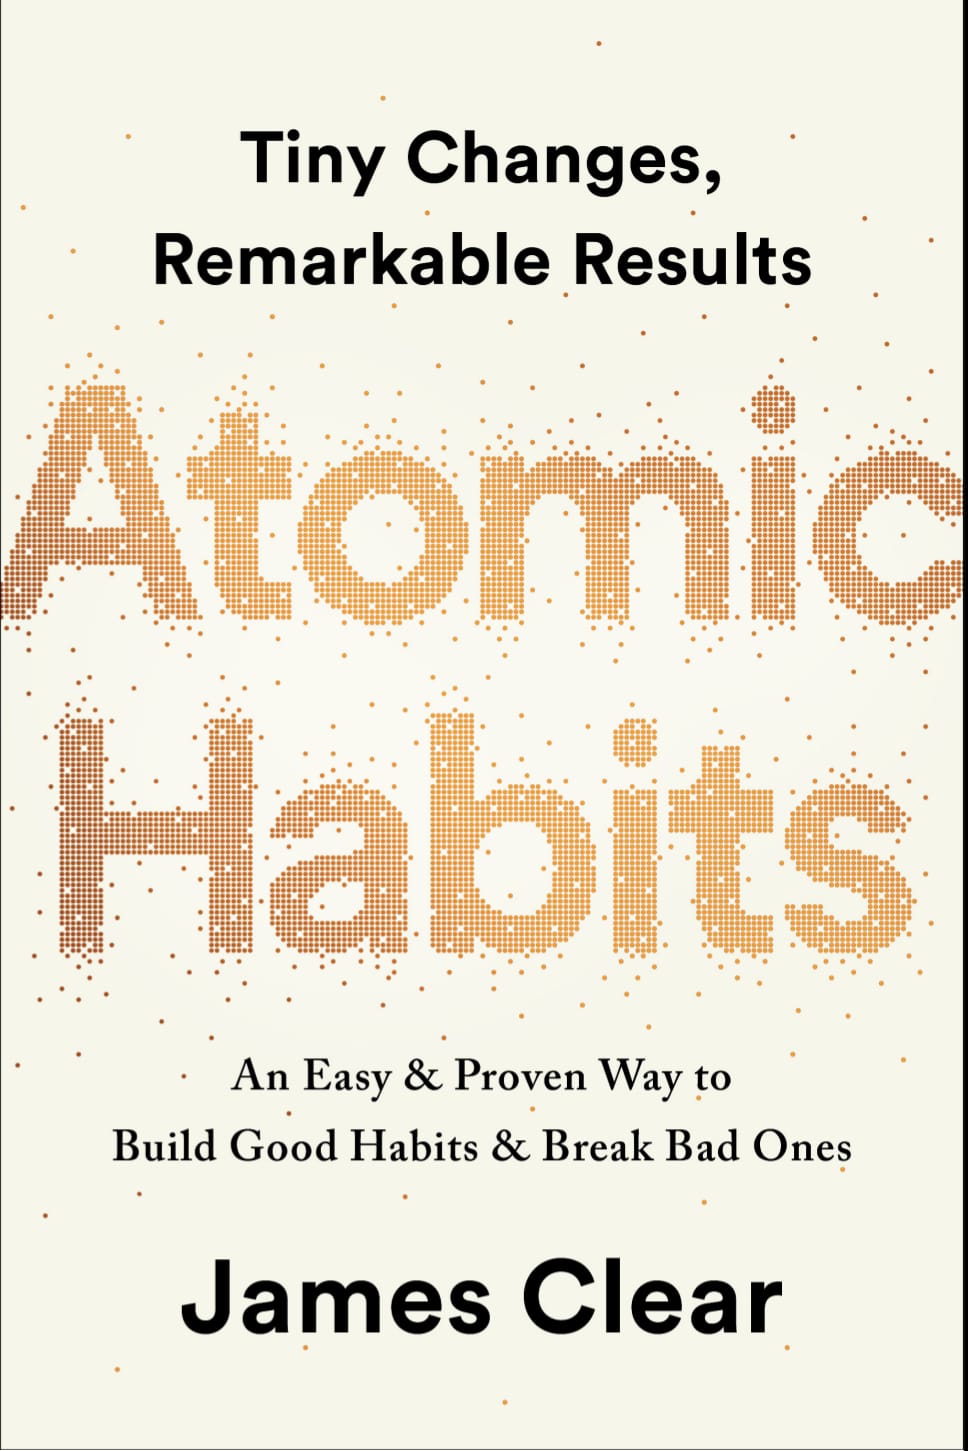 Tiny Changes,
Remarkable Results
Atomic
Habits
An Easy & Proven Way to
Build Good Habits & Break Bad Ones
James Clear